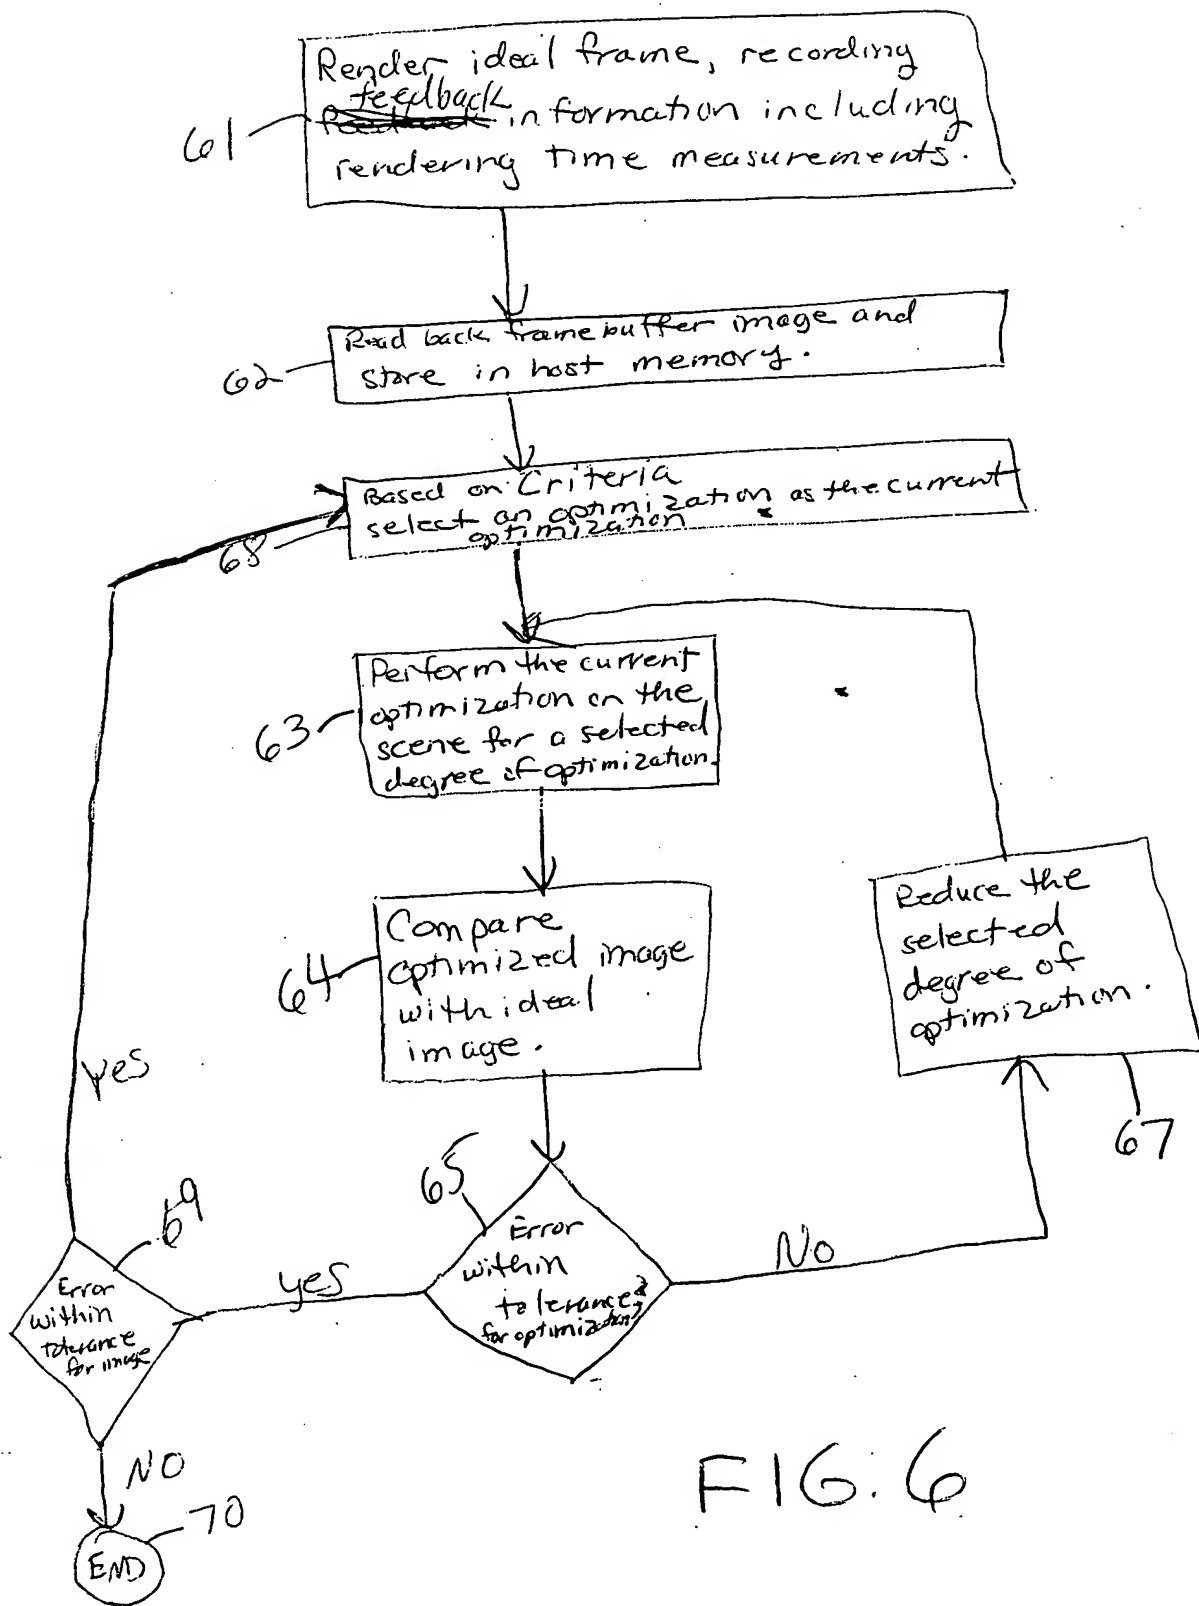 Render ideal frame, recording
feedback
information including
rendering time measurements.
61
Read back frame buffer image and
store in host memory.
62
Based on Criteria
select an optimization as the current
optimization
68
Perform the current
optimization on the
scene for a selected
degree of optimization.
63
Compare
optimized image
with ideal
image.
64
Reduce the
selected
degree of
optimization.
67
yes
65
69
Error
within
tolerance?
for optimization
No
yes
Error
within
tolerance
for image
NO
70
END
FIG. 6